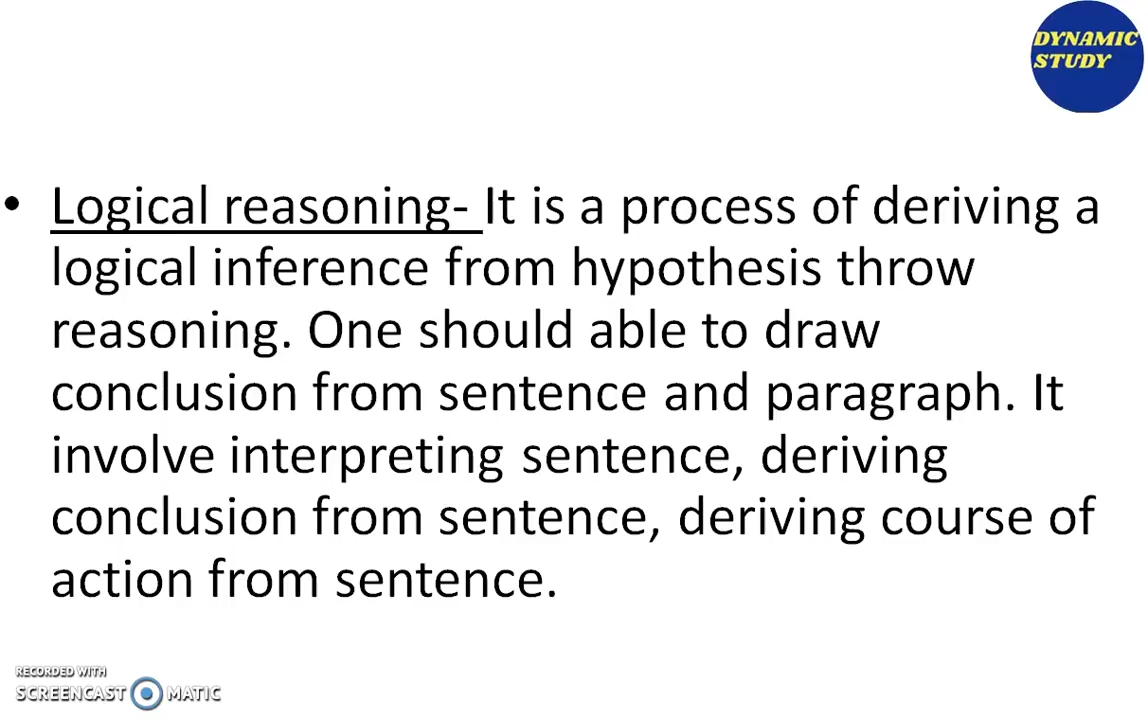 DYNAMIC
STUDY
• Logical reasoning- It is a process of deriving a
logical inference from hypothesis throw
reasoning. One should able to draw
conclusion from sentence and paragraph. It
involve interpreting sentence, deriving
conclusion from sentence, deriving course of
action from sentence.
RECORDED WITH
SCREENCAST MATIC